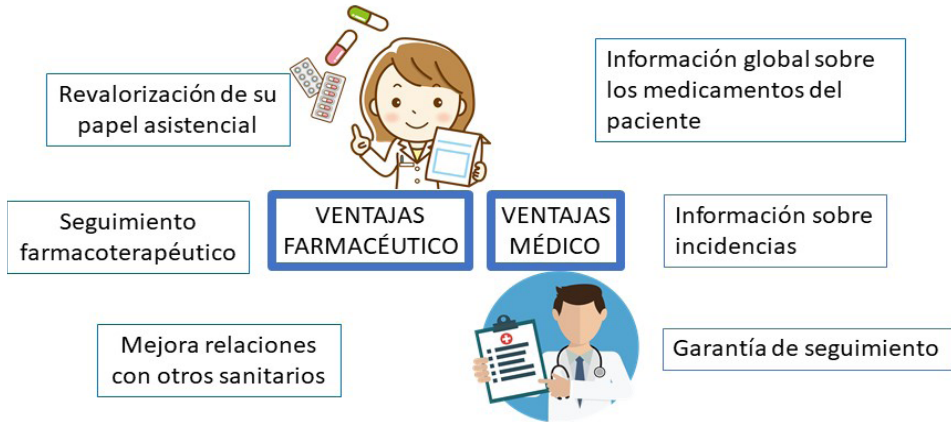 Revalorización de su
papel asistencial
Seguimiento
farmacoterapéutico
Mejora relaciones
con otros sanitarios
VENTAJAS
FARMACÉUTICO
VENTAJAS
MÉDICO
Información global sobre
los medicamentos del
paciente
Información sobre
incidencias
Garantía de seguimiento